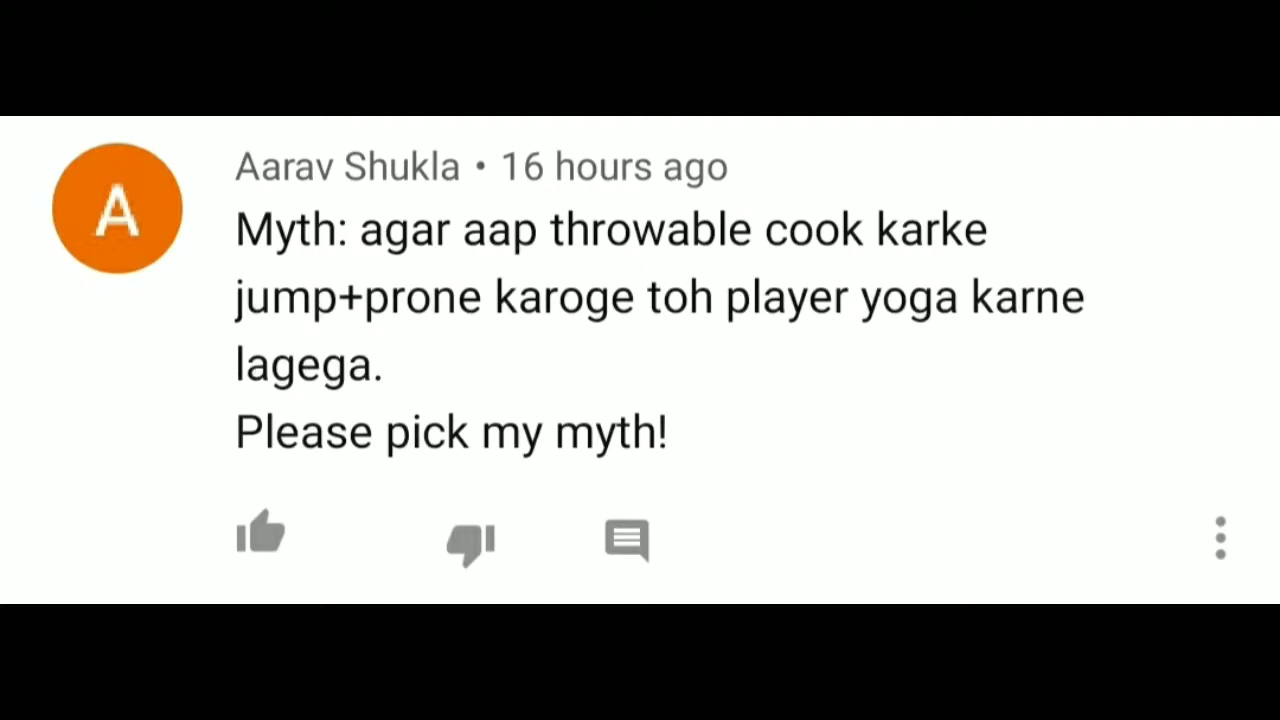 A
Aarav Shukla • 16 hours ago
Myth: agar aap throwable cook karke
jump+prone karoge toh player yoga karne
lagega.
Please pick my myth!